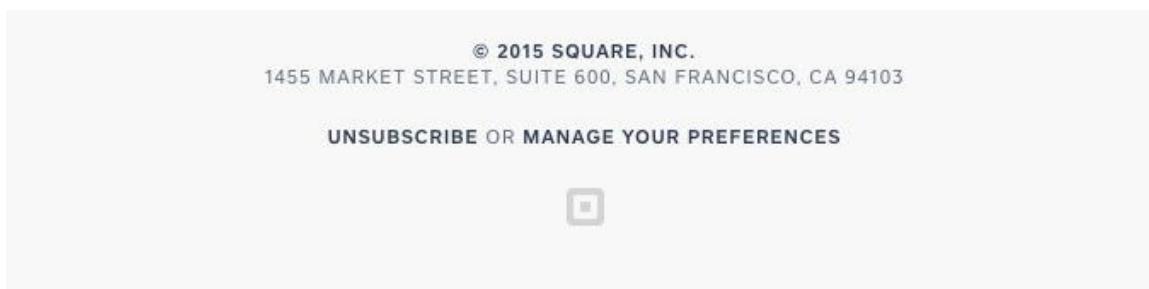 © 2015 SQUARE, INC.
1455 MARKET STREET, SUITE 600, SAN FRANCISCO, CA 94103
UNSUBSCRIBE OR MANAGE YOUR PREFERENCES